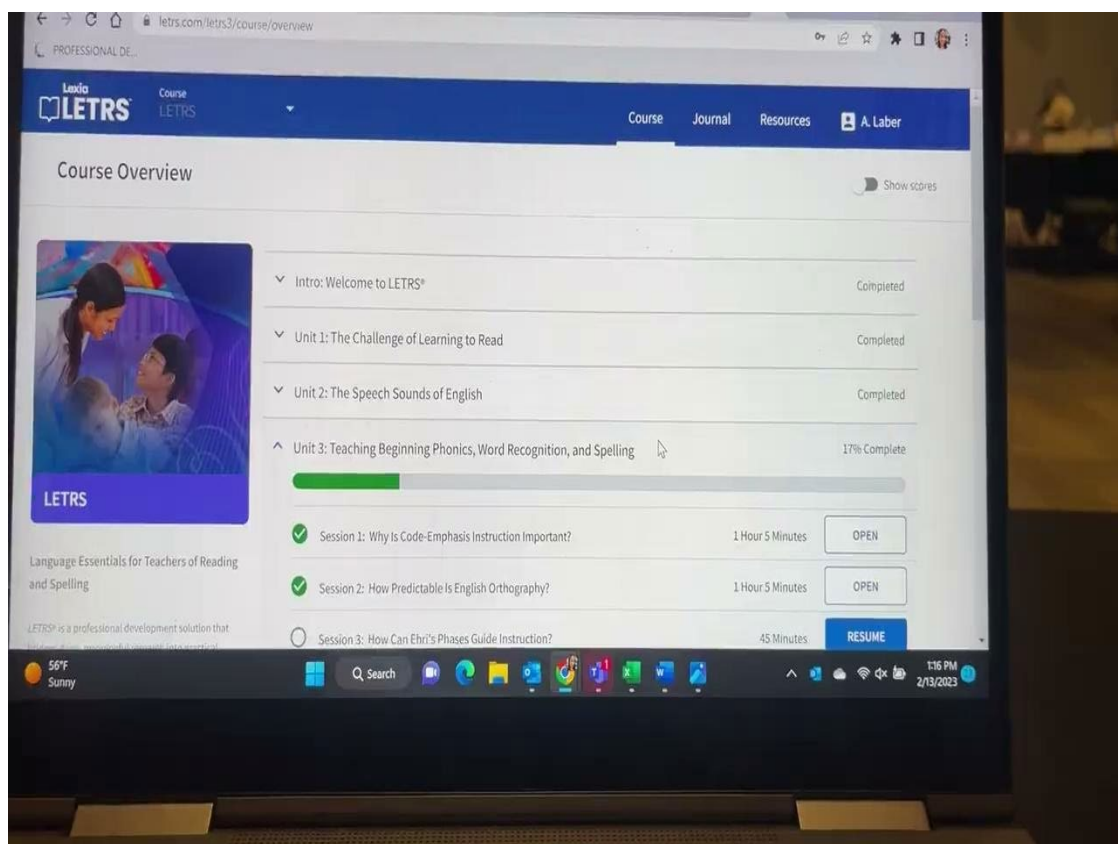 letrs.com/letrs3/course/overview
PROFESSIONAL DE...
Lexia
LETRS
Course
LETRS
Course
Journal
Resources
A. Laber
Course Overview
Show scores
Intro: Welcome to LETRS®
Completed
Unit 1: The Challenge of Learning to Read
Completed
Unit 2: The Speech Sounds of English
Completed
Unit 3: Teaching Beginning Phonics, Word Recognition, and Spelling
17% Complete
LETRS
Session 1: Why Is Code-Emphasis Instruction Important?
1 Hour 5 Minutes
OPEN
Session 2: How Predictable Is English Orthography?
1 Hour 5 Minutes
OPEN
Session 3: How Can Ehri's Phases Guide Instruction?
45 Minutes
RESUME
Language Essentials for Teachers of Reading
and Spelling
LETRS® is a professional development solution that
56°F
Sunny
Search
1:16 PM
2/13/2023